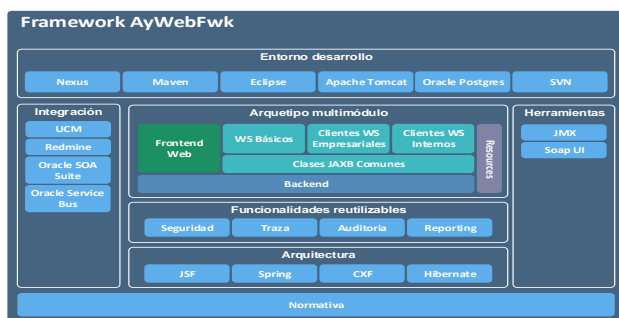 Framework AyWebFwk
Entorno desarrollo
Nexus
Maven
Eclipse
Apache Tomcat
Oracle Postgres
SVN
Integración
UCM
Redmine
Oracle SOA
Suite
Oracle Service
Bus
Arquetipo multimódulo
Frontend
Web
WS Básicos
Clientes WS
Empresariales
Clientes WS
Internos
Clases JAXB Comunes
Backend
Resources
Herramientas
JMX
Soap UI
Funcionalidades reutilizables
Seguridad
Traza
Auditoria
Reporting
Arquitectura
JSF
Spring
CXF
Hibernate
Normativa